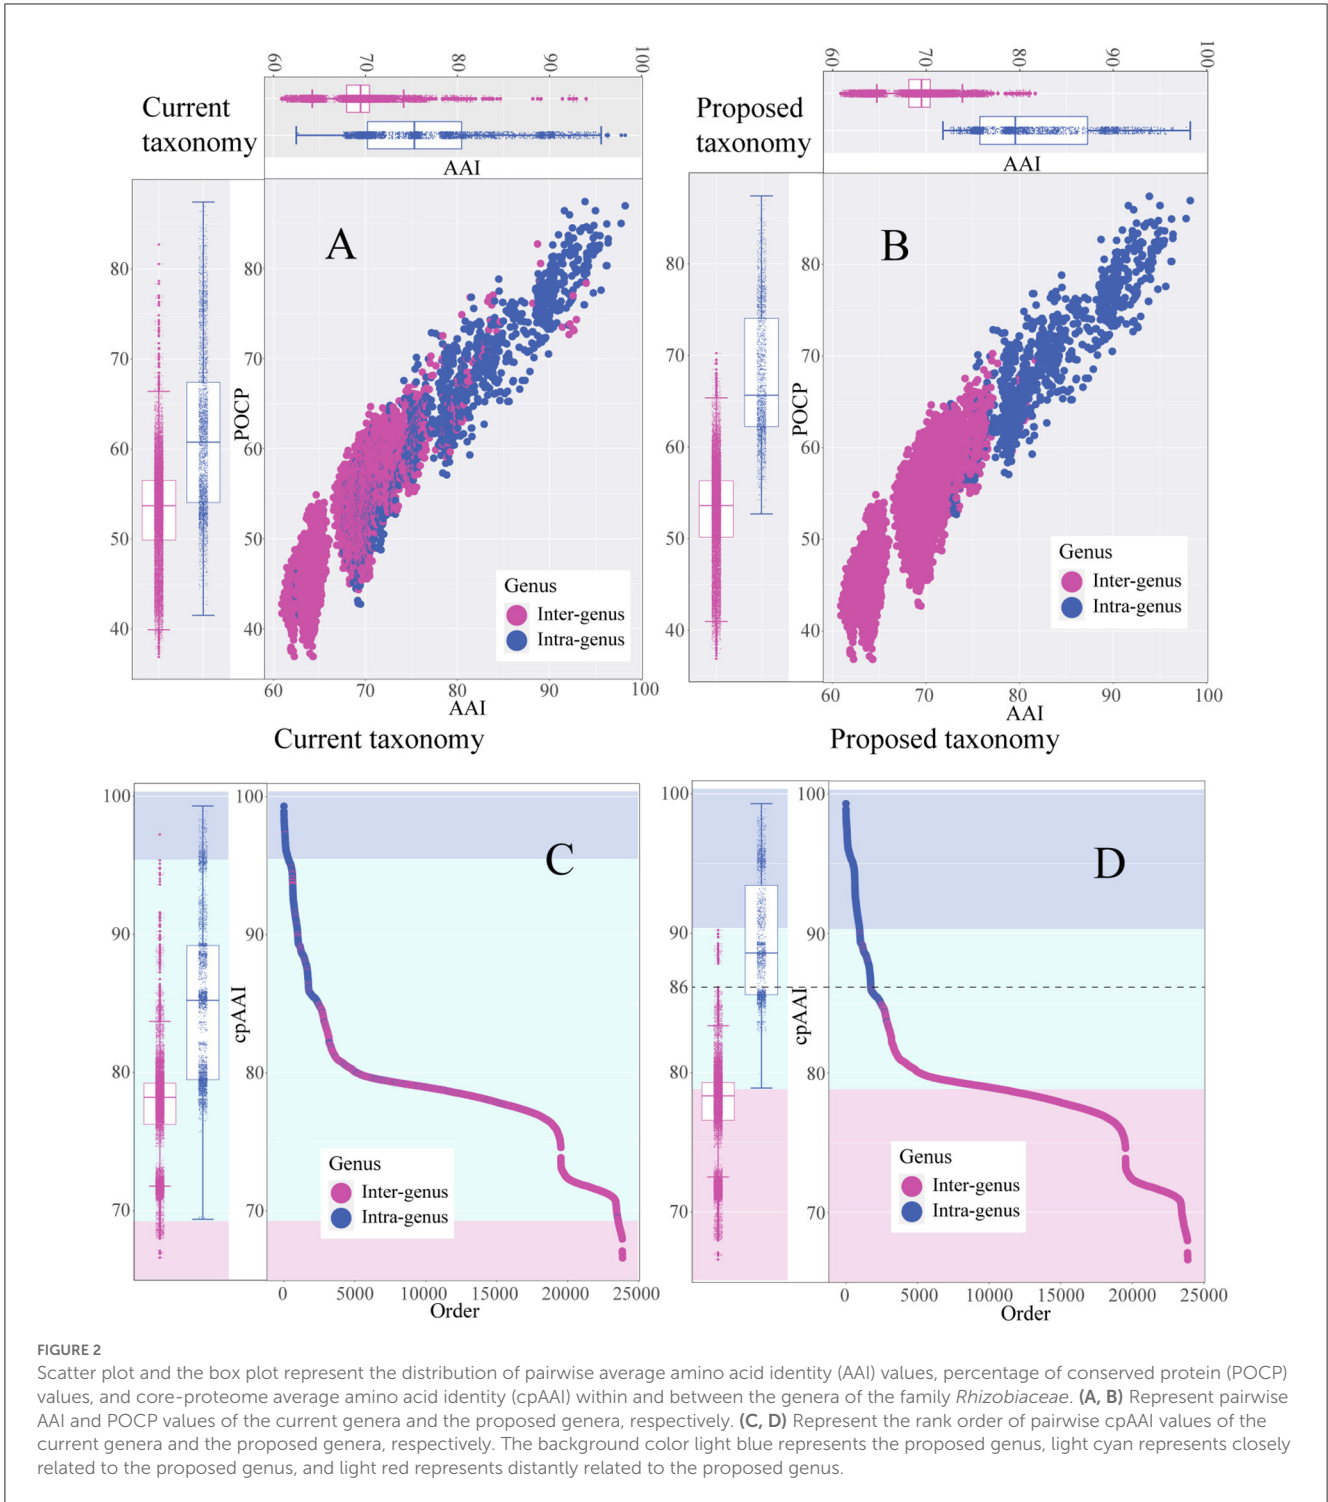 60 70 80 90 100
Current
taxonomy
AAI
POCP
A
80
70
60
50
40
80
70
60
50
40
Genus
Inter-genus
Intra-genus
60 70 80 90 100
AAI
60 70 80 90 100
Proposed
taxonomy
AAI
POCP
B
80
70
60
50
40
80
70
60
50
40
Genus
Inter-genus
Intra-genus
60 70 80 90 100
AAI
Current taxonomy
100
90
80
70
cpAAI
100
90
80
70
C
Genus
Inter-genus
Intra-genus
0 5000 10000 15000 20000 25000
Order
Proposed taxonomy
100
90
86
80
70
cpAAI
100
90
80
70
D
Genus
Inter-genus
Intra-genus
0 5000 10000 15000 20000 25000
Order
FIGURE 2
Scatter plot and the box plot represent the distribution of pairwise average amino acid identity (AAI) values, percentage of conserved protein (POCP)
values, and core-proteome average amino acid identity (cpAAI) within and between the genera of the family Rhizobiaceae. (A, B) Represent pairwise
AAI and POCP values of the current genera and the proposed genera, respectively. (C, D) Represent the rank order of pairwise cpAAI values of the
current genera and the proposed genera, respectively. The background color light blue represents the proposed genus, light cyan represents closely
related to the proposed genus, and light red represents distantly related to the proposed genus.